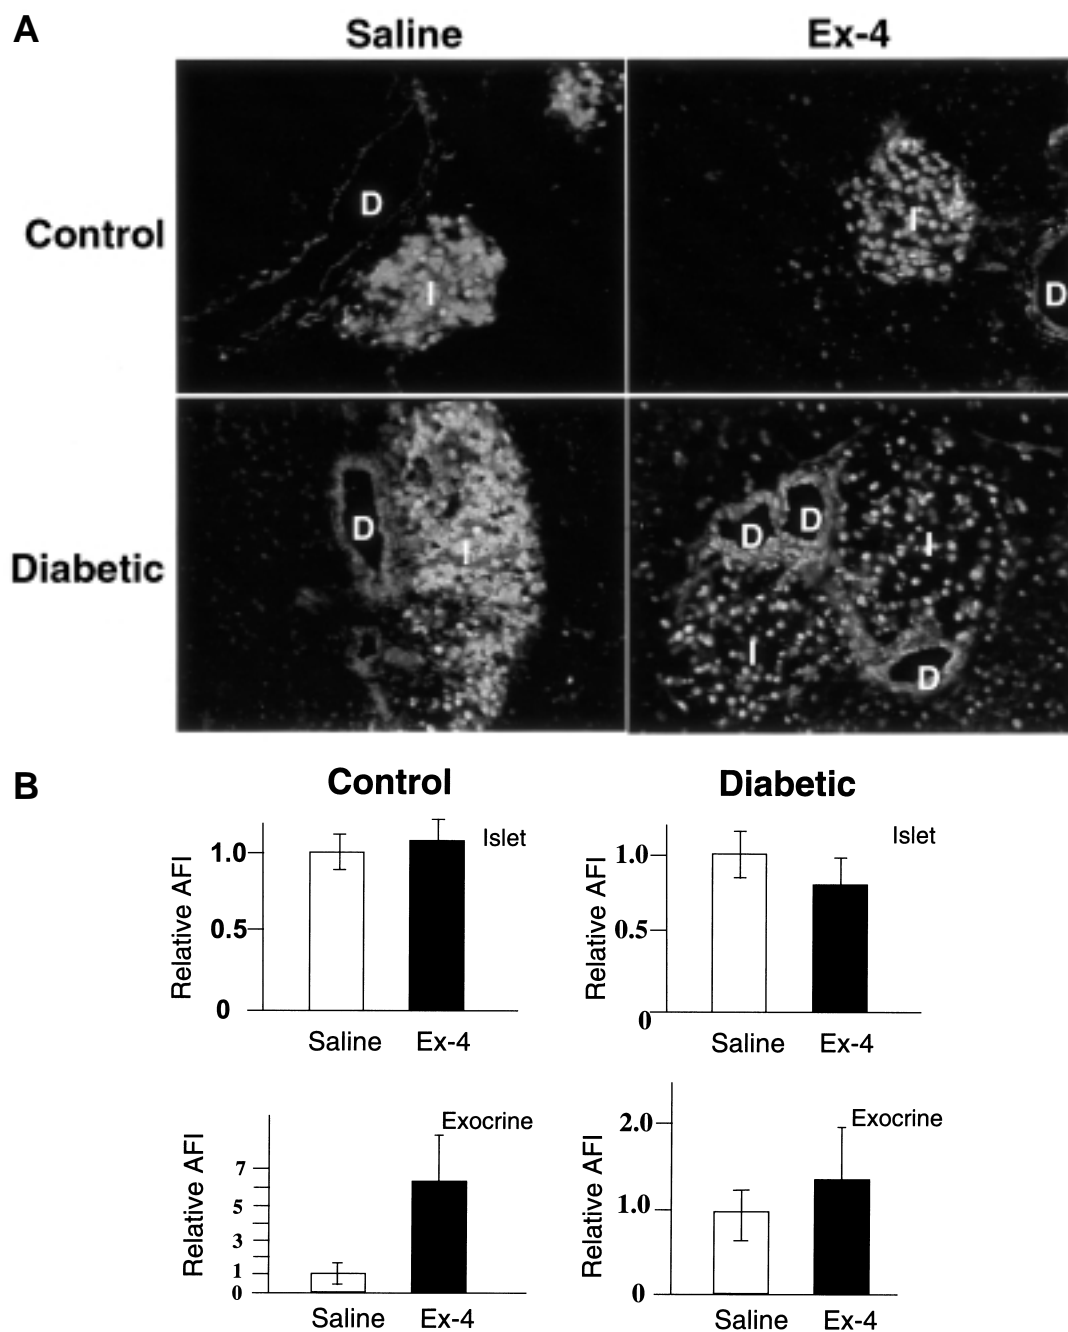 A
Saline Ex-4
Control
D
I
I
D
Diabetic
D
I
D
D
I
I
D
B
Control
Diabetic
Relative AFI
1.0
0.5
0
Islet
Saline Ex-4
Relative AFI
1.0
0.5
0
Islet
Saline Ex-4
Relative AFI
7
5
3
1
0
Exocrine
Saline Ex-4
Relative AFI
2.0
1.0
0
Exocrine
Saline Ex-4